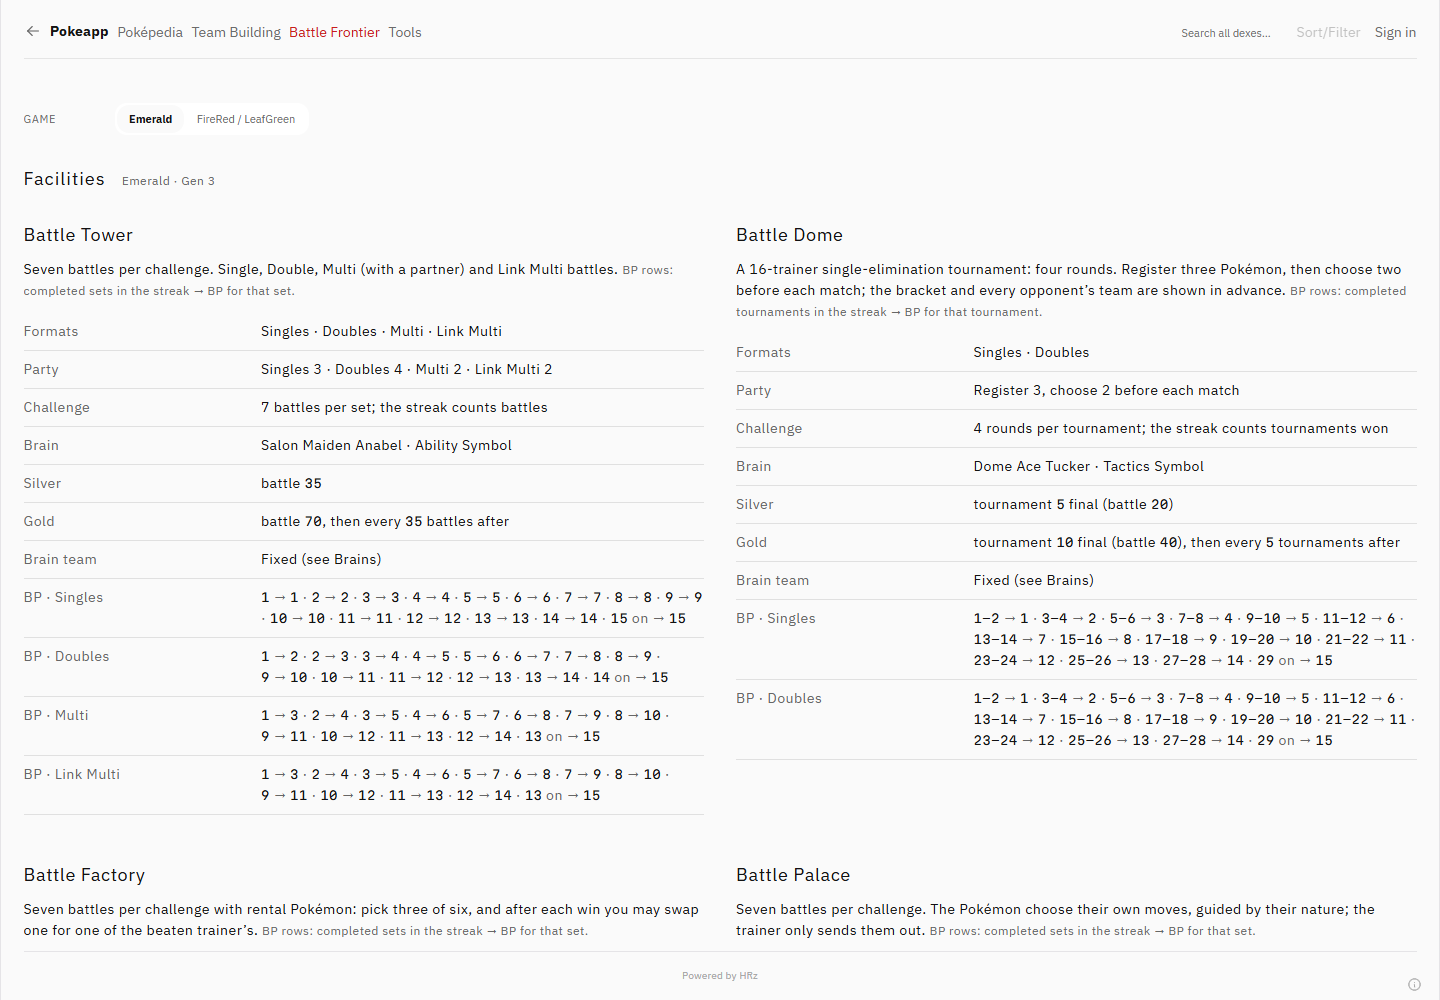 ← Pokeapp Poképedia Team Building Battle Frontier Tools Search all dexes... Sort/Filter Sign in
GAME Emerald FireRed / LeafGreen
Facilities Emerald · Gen 3
Battle Tower
Seven battles per challenge. Single, Double, Multi (with a partner) and Link Multi battles. BP rows:
completed sets in the streak → BP for that set.
Formats Singles · Doubles · Multi · Link Multi
Party Singles 3 · Doubles 4 · Multi 2 · Link Multi 2
Challenge 7 battles per set; the streak counts battles
Brain Salon Maiden Anabel · Ability Symbol
Silver battle 35
Gold battle 70, then every 35 battles after
Brain team Fixed (see Brains)
BP · Singles 1 → 1 · 2 → 2 · 3 → 3 · 4 → 4 · 5 → 5 · 6 → 6 · 7 → 7 · 8 → 8 · 9 → 9
· 10 → 10 · 11 → 11 · 12 → 12 · 13 → 13 · 14 → 14 · 15 on → 15
BP · Doubles 1 → 2 · 2 → 3 · 3 → 4 · 4 → 5 · 5 → 6 · 6 → 7 · 7 → 8 · 8 → 9 ·
9 → 10 · 10 → 11 · 11 → 12 · 12 → 13 · 13 → 14 · 14 on → 15
BP · Multi 1 → 3 · 2 → 4 · 3 → 5 · 4 → 6 · 5 → 7 · 6 → 8 · 7 → 9 · 8 → 10 ·
9 → 11 · 10 → 12 · 11 → 13 · 12 → 14 · 13 on → 15
BP · Link Multi 1 → 3 · 2 → 4 · 3 → 5 · 4 → 6 · 5 → 7 · 6 → 8 · 7 → 9 · 8 → 10 ·
9 → 11 · 10 → 12 · 11 → 13 · 12 → 14 · 13 on → 15
Battle Dome
A 16-trainer single-elimination tournament: four rounds. Register three Pokémon, then choose two
before each match; the bracket and every opponent’s team are shown in advance. BP rows: completed
tournaments in the streak → BP for that tournament.
Formats Singles · Doubles
Party Register 3, choose 2 before each match
Challenge 4 rounds per tournament; the streak counts tournaments won
Brain Dome Ace Tucker · Tactics Symbol
Silver tournament 5 final (battle 20)
Gold tournament 10 final (battle 40), then every 5 tournaments after
Brain team Fixed (see Brains)
BP · Singles 1–2 → 1 · 3–4 → 2 · 5–6 → 3 · 7–8 → 4 · 9–10 → 5 · 11–12 → 6 ·
13–14 → 7 · 15–16 → 8 · 17–18 → 9 · 19–20 → 10 · 21–22 → 11 ·
23–24 → 12 · 25–26 → 13 · 27–28 → 14 · 29 on → 15
BP · Doubles 1–2 → 1 · 3–4 → 2 · 5–6 → 3 · 7–8 → 4 · 9–10 → 5 · 11–12 → 6 ·
13–14 → 7 · 15–16 → 8 · 17–18 → 9 · 19–20 → 10 · 21–22 → 11 ·
23–24 → 12 · 25–26 → 13 · 27–28 → 14 · 29 on → 15
Battle Factory
Seven battles per challenge with rental Pokémon: pick three of six, and after each win you may swap
one for one of the beaten trainer’s. BP rows: completed sets in the streak → BP for that set.
Battle Palace
Seven battles per challenge. The Pokémon choose their own moves, guided by their nature; the
trainer only sends them out. BP rows: completed sets in the streak → BP for that set.
Powered by HRz